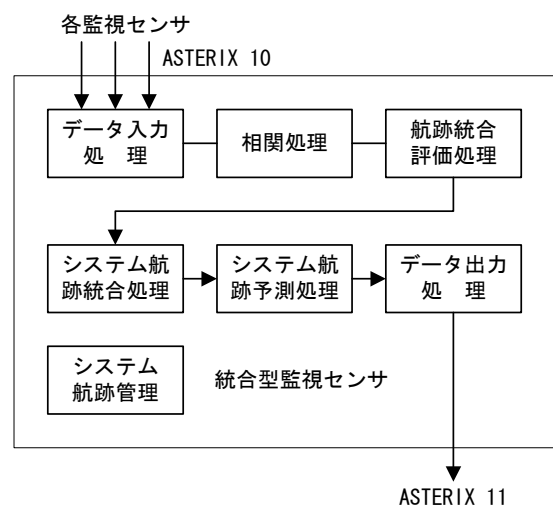 各監視センサ
ASTERIX 10
データ入力
処　理
相関処理
航跡統合
評価処理
システム航
跡統合処理
システム航
跡予測処理
データ出力
処　理
システム
航跡管理
統合型監視センサ
ASTERIX 11